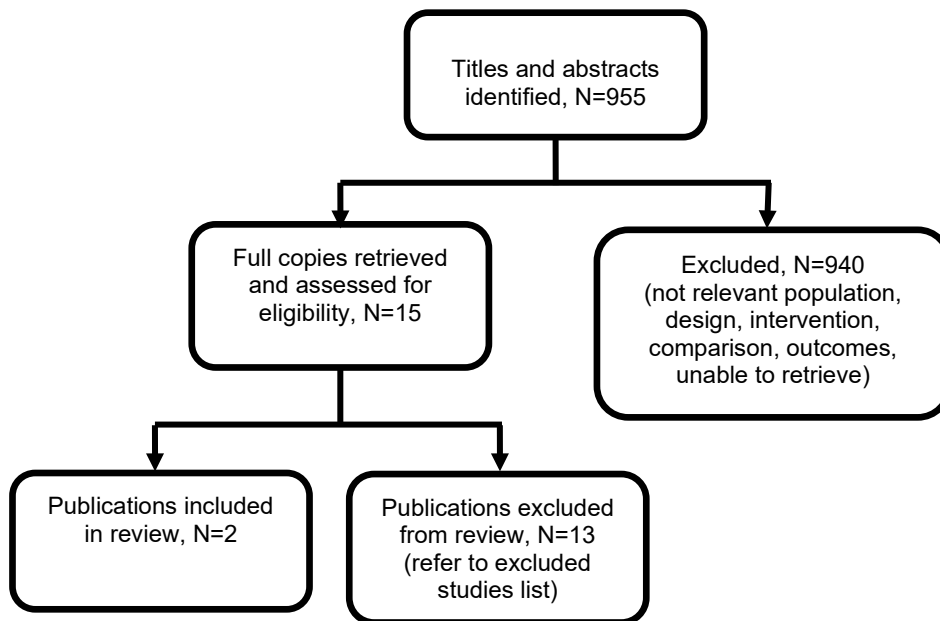 Titles and abstracts
identified, N=955
Full copies retrieved
and assessed for
eligibility, N=15
Excluded, N=940
(not relevant population,
design, intervention,
comparison, outcomes,
unable to retrieve)
Publications included
in review, N=2
Publications excluded
from review, N=13
(refer to excluded
studies list)